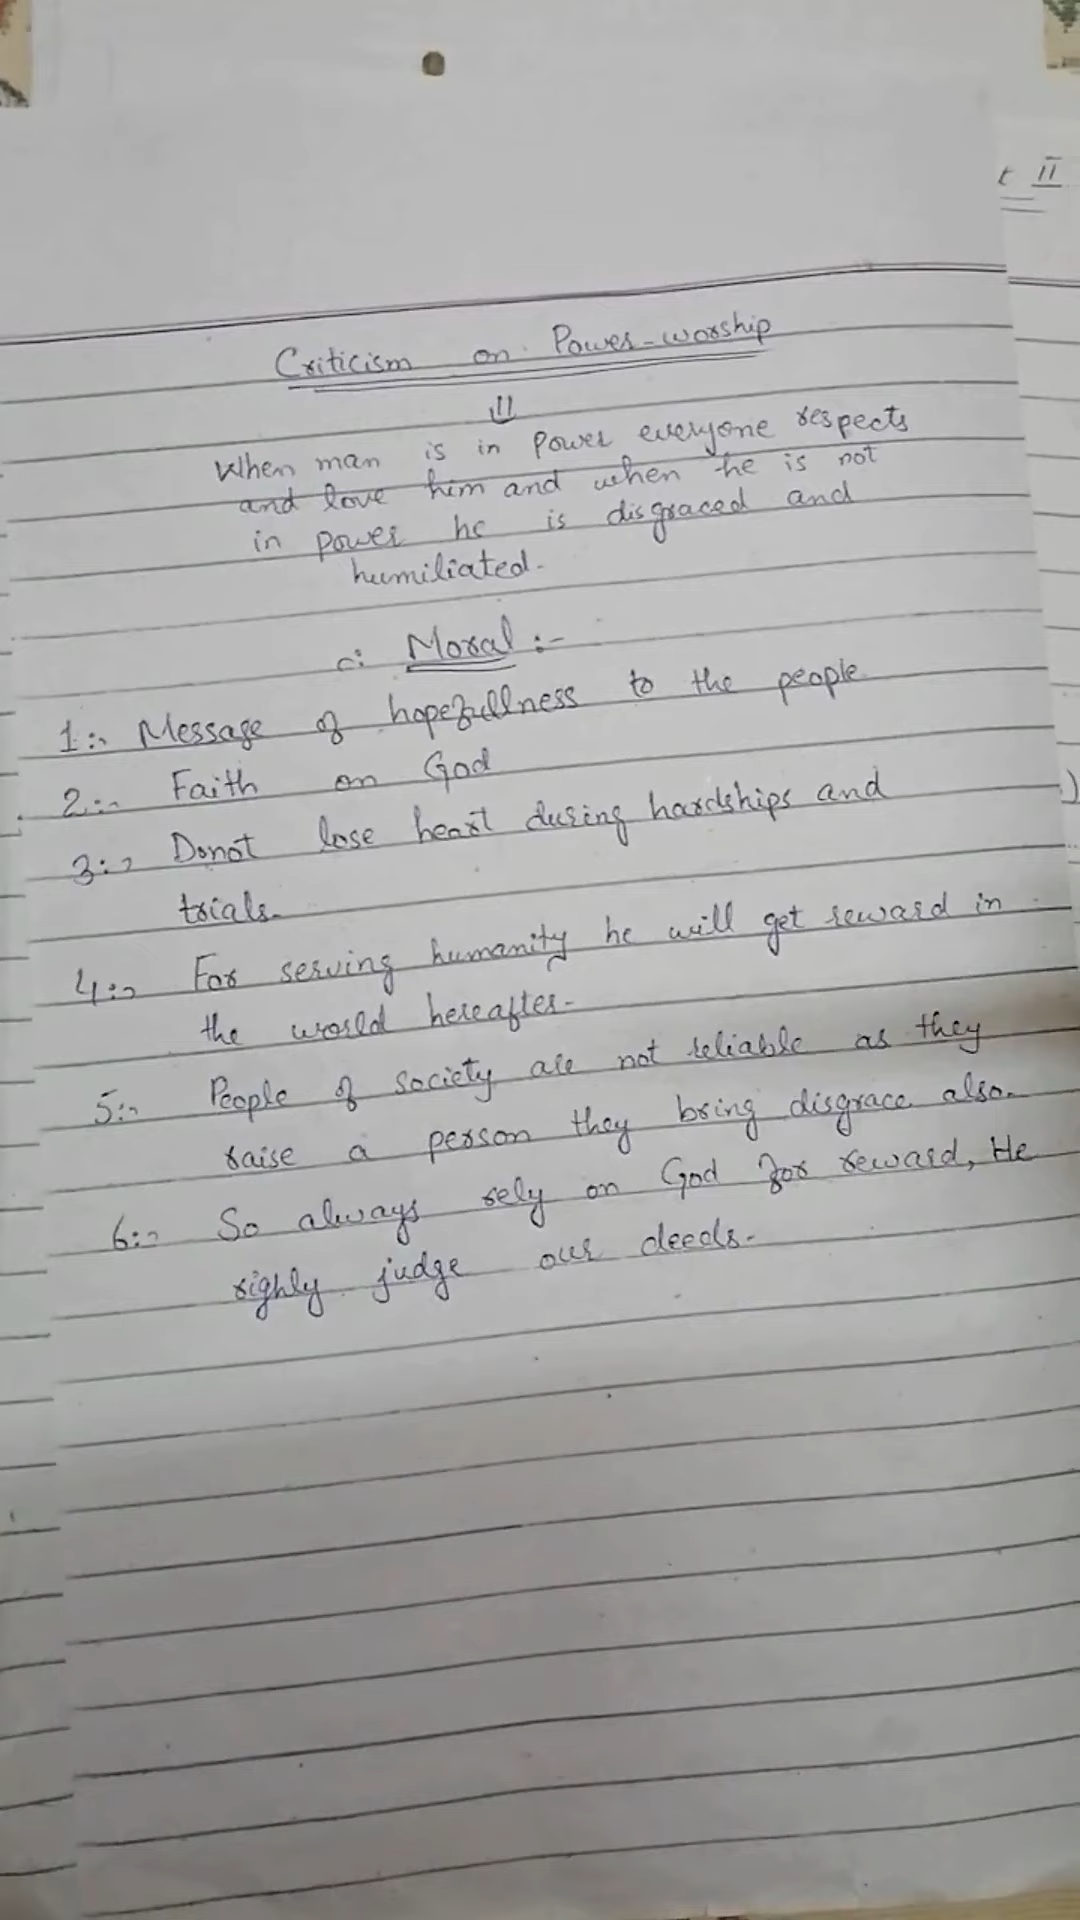 t II
Criticism on Power-worship
⇓
When man is in Power everyone respects
and love him and when he is not
in power he is disgraced and
humiliated.
c: Moral :-
1:- Message of hopefullness to the people
2:- Faith on God
3:- Donot lose heart during hardships and
trials.
4:- For serving humanity he will get reward in
the world hereafter.
5:- People of society are not reliable as they
raise a person they bring disgrace also.
6:- So always rely on God for reward, He
righly judge our deeds.